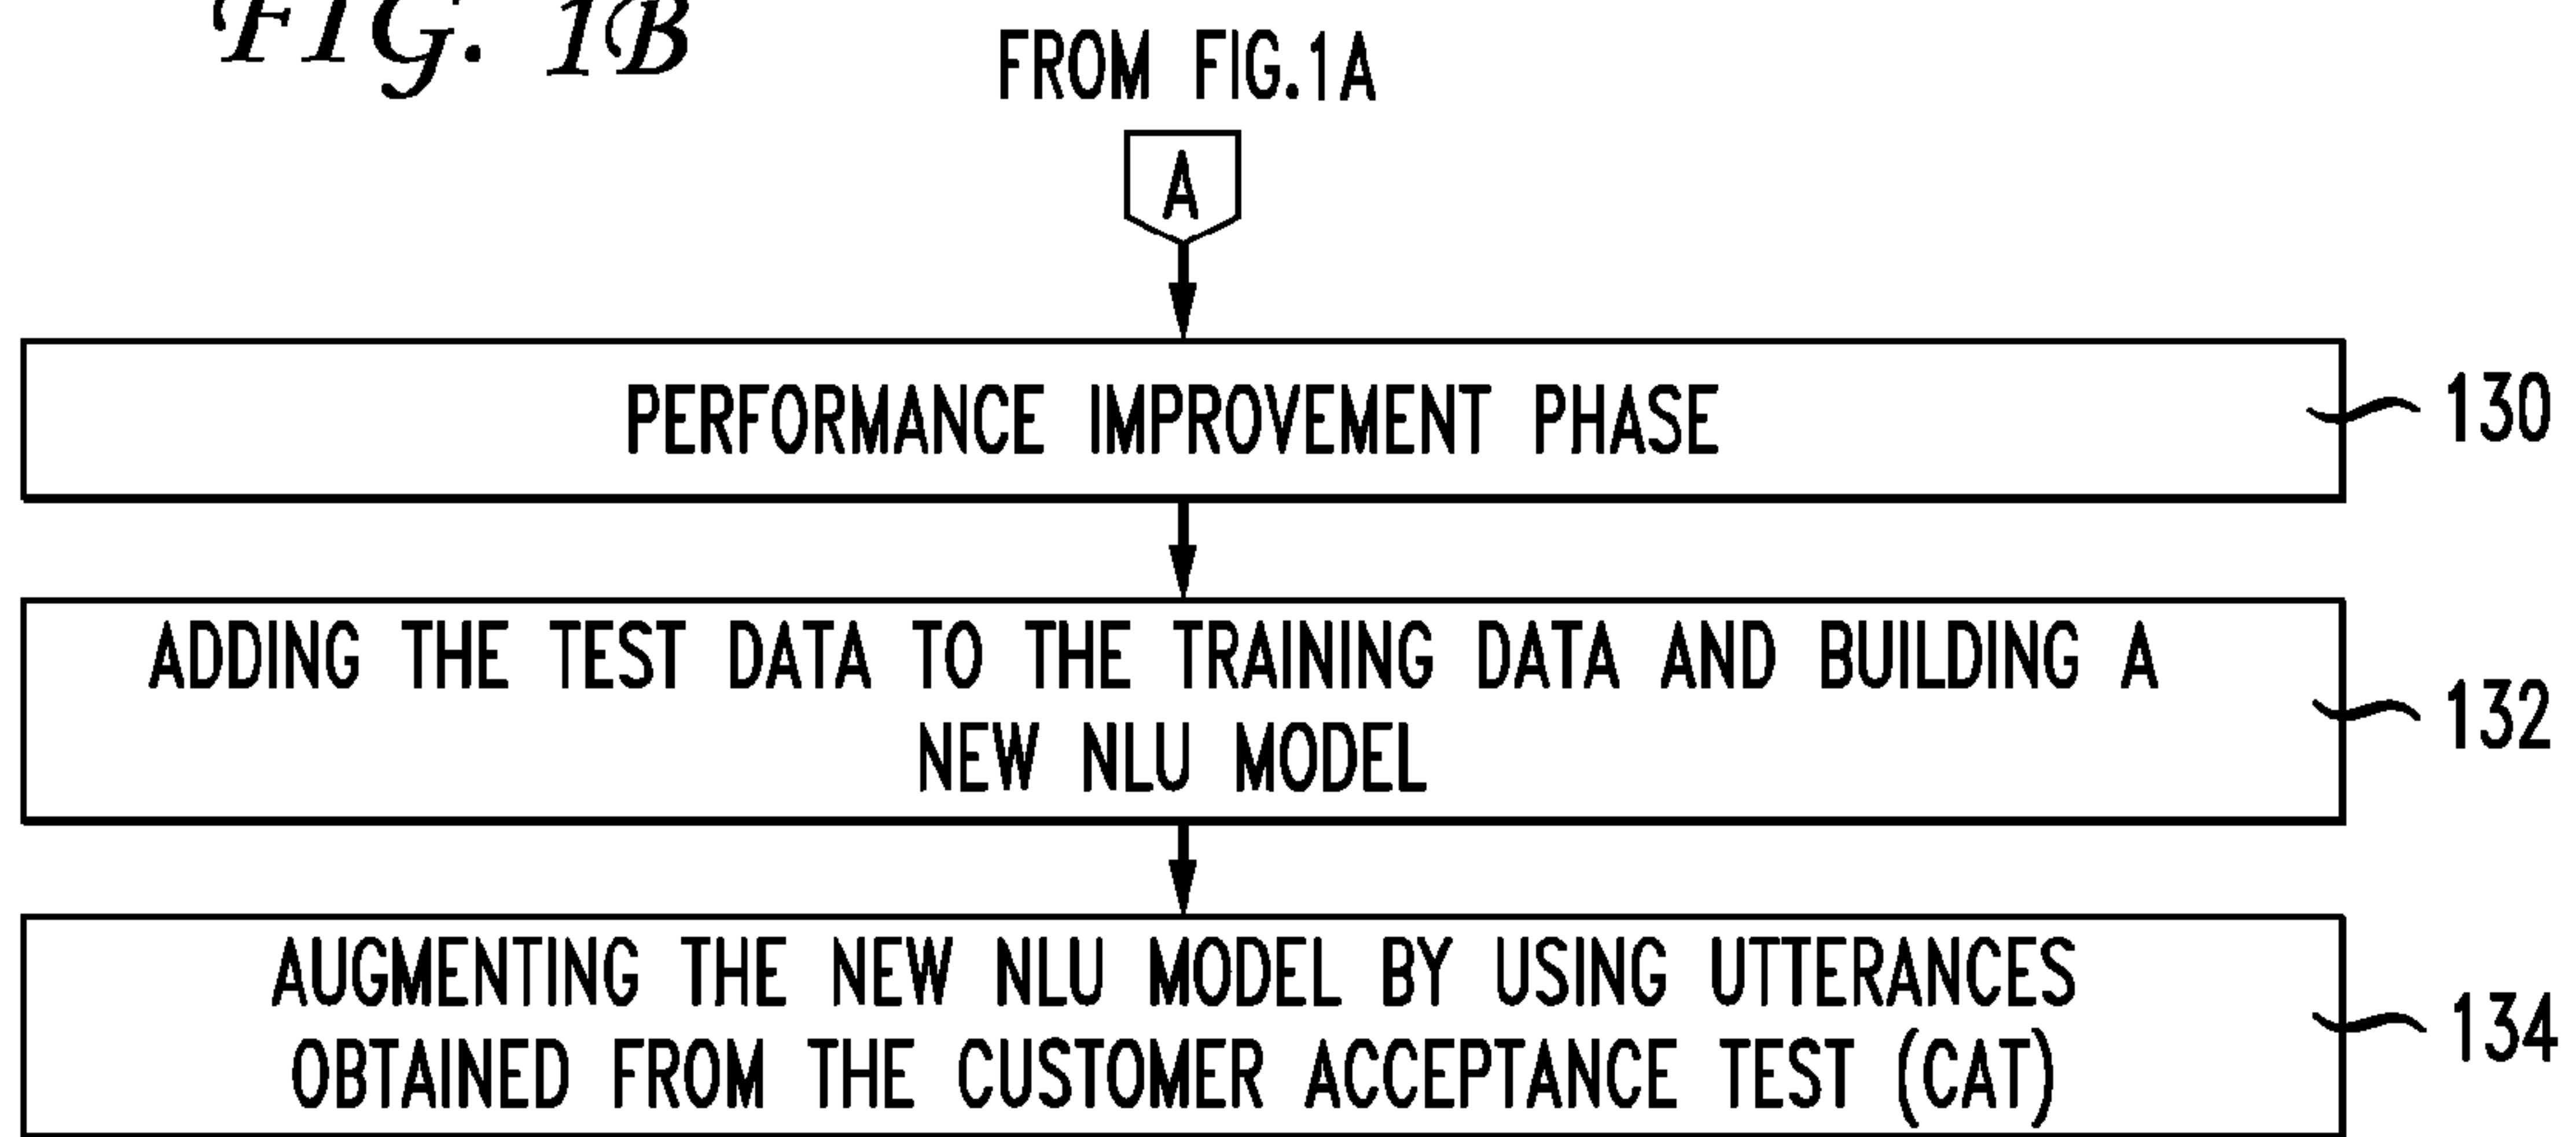 FIG. 1B
FROM FIG.1A
A
PERFORMANCE IMPROVEMENT PHASE
130
ADDING THE TEST DATA TO THE TRAINING DATA AND BUILDING A
NEW NLU MODEL
132
AUGMENTING THE NEW NLU MODEL BY USING UTTERANCES
OBTAINED FROM THE CUSTOMER ACCEPTANCE TEST (CAT)
134